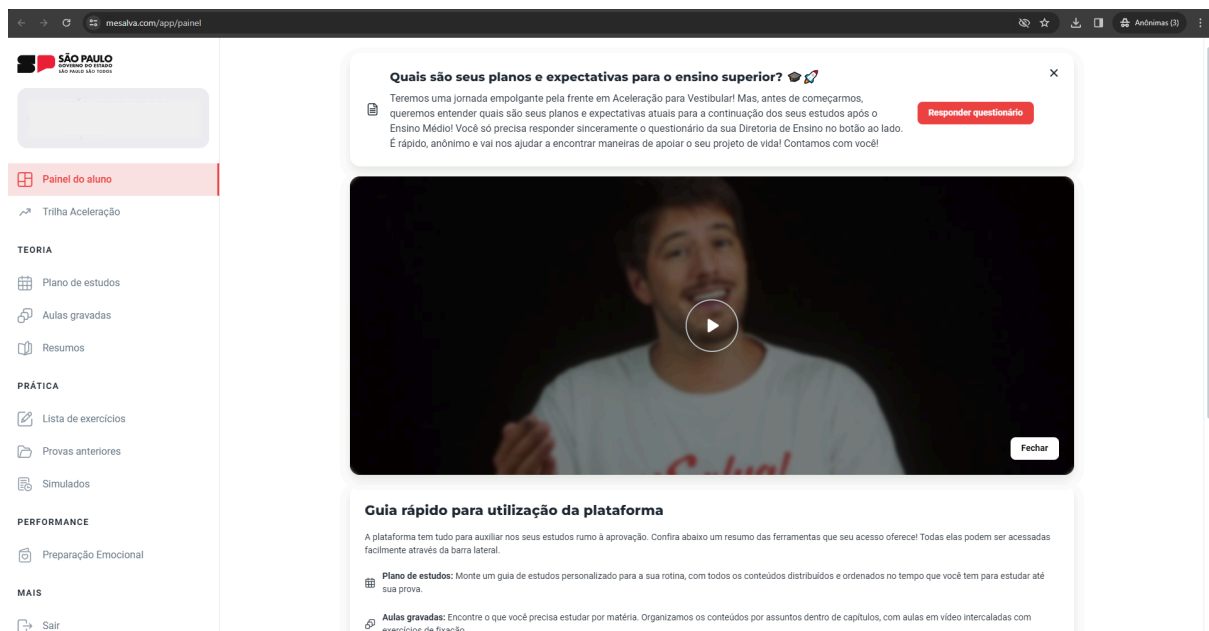 mesalva.com/app/painel
Anônimas (3)
SÃO PAULO
GOVERNO DO ESTADO
SÃO PAULO SÃO TODOS
Painel do aluno
Trilha Aceleração
TEORIA
Plano de estudos
Aulas gravadas
Resumos
PRÁTICA
Lista de exercícios
Provas anteriores
Simulados
PERFORMANCE
Preparação Emocional
MAIS
Sair
Quais são seus planos e expectativas para o ensino superior? 🎓🚀
Teremos uma jornada empolgante pela frente em Aceleração para Vestibular! Mas, antes de começarmos,
queremos entender quais são seus planos e expectativas atuais para a continuação dos seus estudos após o
Ensino Médio! Você só precisa responder sinceramente o questionário da sua Diretoria de Ensino no botão ao lado.
É rápido, anônimo e vai nos ajudar a encontrar maneiras de apoiar o seu projeto de vida! Contamos com você!
Responder questionário
Fechar
Guia rápido para utilização da plataforma
A plataforma tem tudo para auxiliar nos seus estudos rumo à aprovação. Confira abaixo um resumo das ferramentas que seu acesso oferece! Todas elas podem ser acessadas
facilmente através da barra lateral.
Plano de estudos: Monte um guia de estudos personalizado para a sua rotina, com todos os conteúdos distribuídos e ordenados no tempo que você tem para estudar até
sua prova.
Aulas gravadas: Encontre o que você precisa estudar por matéria. Organizamos os conteúdos por assuntos dentro de capítulos, com aulas em vídeo intercaladas com
exercícios de fixação